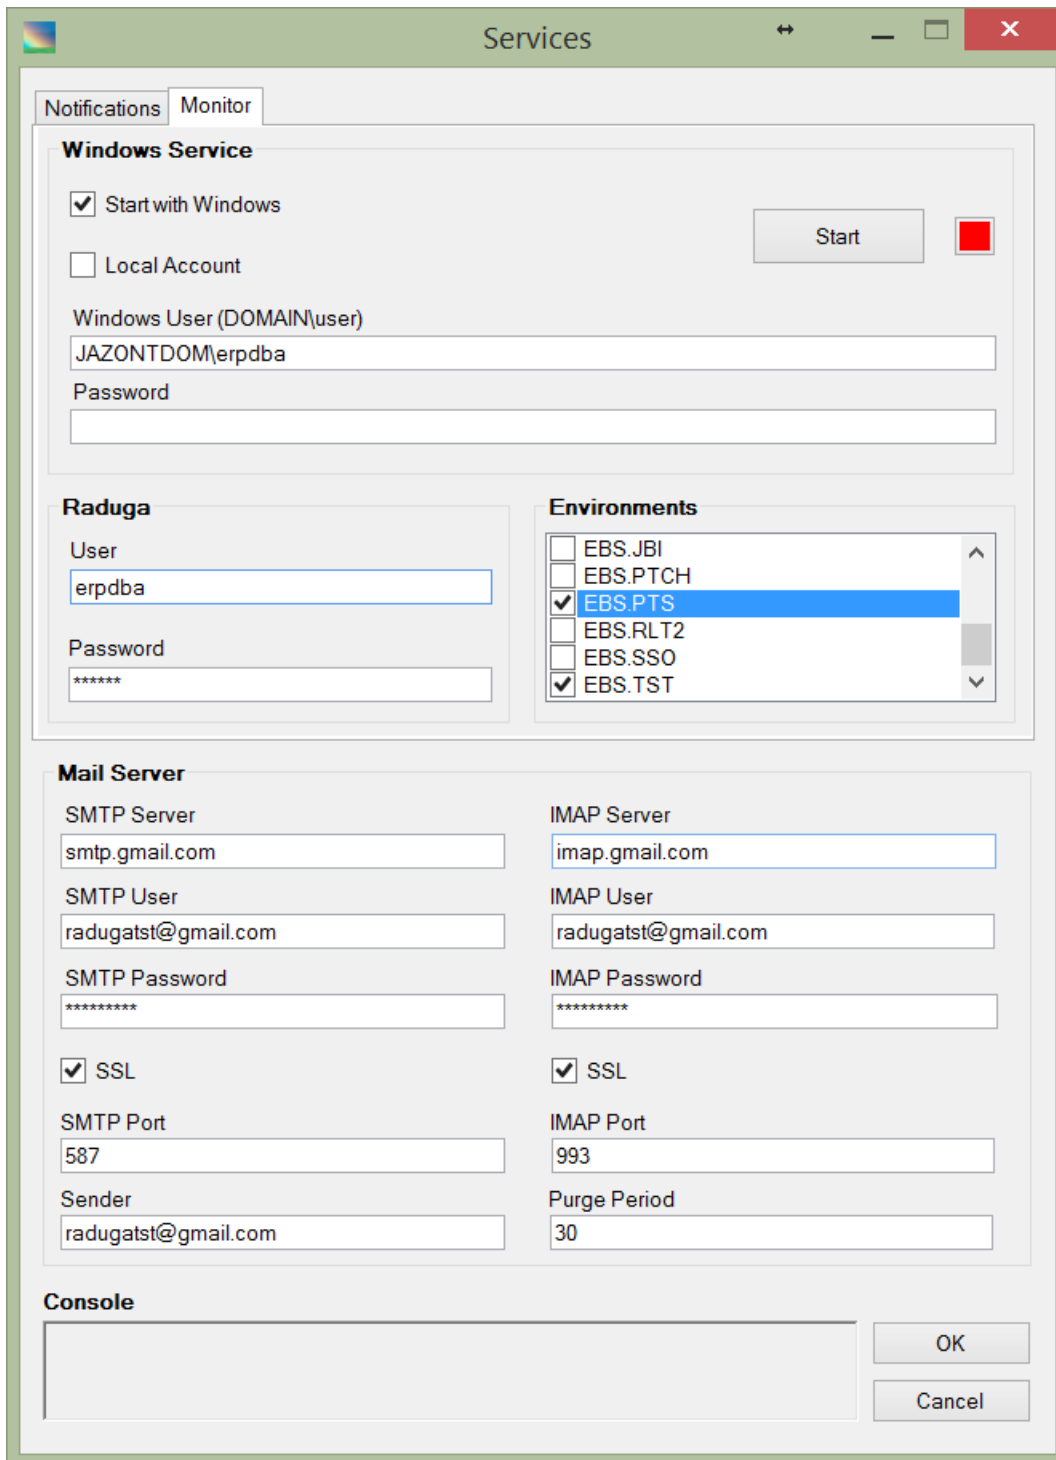 Services
Notifications
Monitor
Windows Service
Start with Windows
Start
Local Account
Windows User (DOMAIN\user)
JAZONTDOM\erpdba
Password
Raduga
User
erpdba
Password
******
Environments
EBS.JBI
EBS.PTCH
EBS.PTS
EBS.RLT2
EBS.SSO
EBS.TST
Mail Server
SMTP Server
IMAP Server
smtp.gmail.com
imap.gmail.com
SMTP User
IMAP User
radugatst@gmail.com
radugatst@gmail.com
SMTP Password
IMAP Password
*********
*********
SSL
SSL
SMTP Port
IMAP Port
587
993
Sender
Purge Period
radugatst@gmail.com
30
Console
OK
Cancel